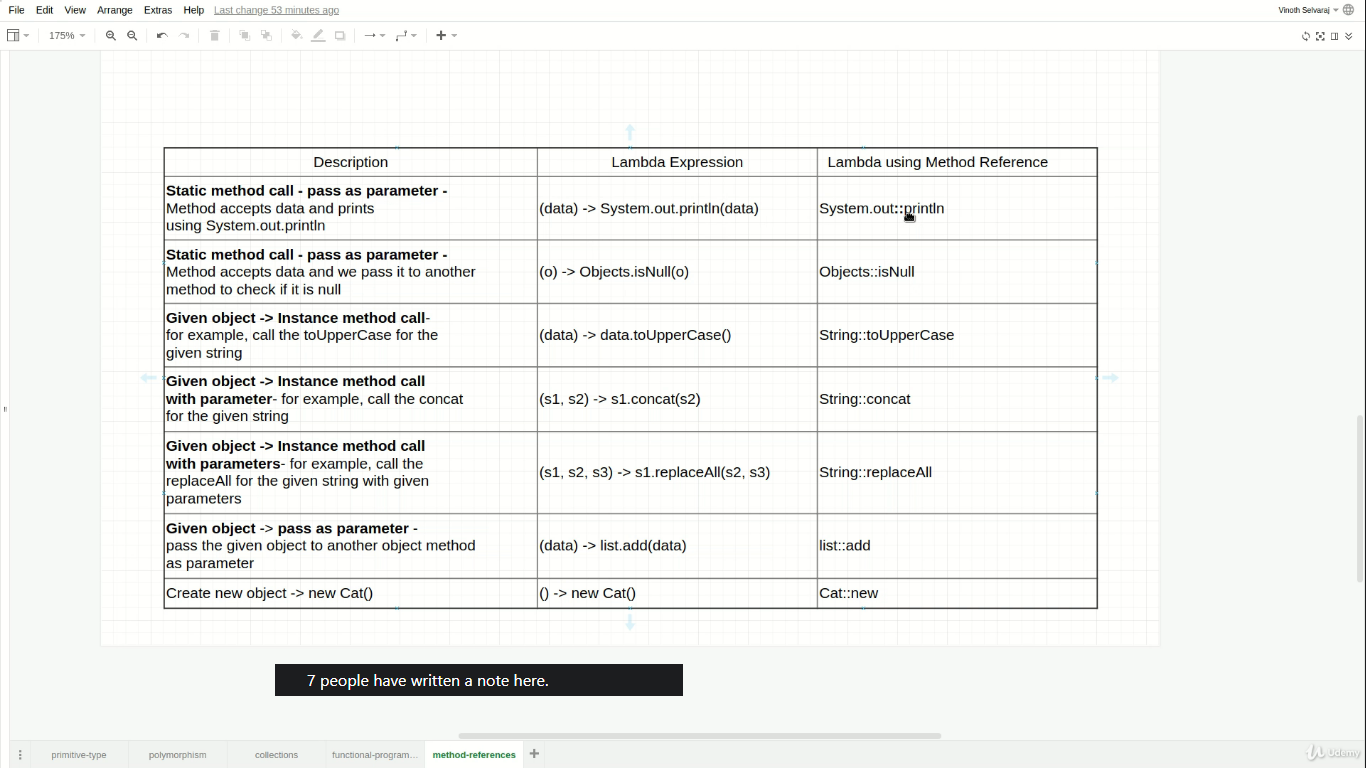 File Edit View Arrange Extras Help Last change 53 minutes ago Vinoth Selvaraj
175%
Description Lambda Expression Lambda using Method Reference
Static method call - pass as parameter -
Method accepts data and prints
using System.out.println
(data) -> System.out.println(data)
System.out::println
Static method call - pass as parameter -
Method accepts data and we pass it to another
method to check if it is null
(o) -> Objects.isNull(o)
Objects::isNull
Given object -> Instance method call-
for example, call the toUpperCase for the
given string
(data) -> data.toUpperCase()
String::toUpperCase
Given object -> Instance method call
with parameter- for example, call the concat
for the given string
(s1, s2) -> s1.concat(s2)
String::concat
Given object -> Instance method call
with parameters- for example, call the
replaceAll for the given string with given
parameters
(s1, s2, s3) -> s1.replaceAll(s2, s3)
String::replaceAll
Given object -> pass as parameter -
pass the given object to another object method
as parameter
(data) -> list.add(data)
list::add
Create new object -> new Cat()
() -> new Cat()
Cat::new
7 people have written a note here.
primitive-type polymorphism collections functional-program... method-references
Udemy